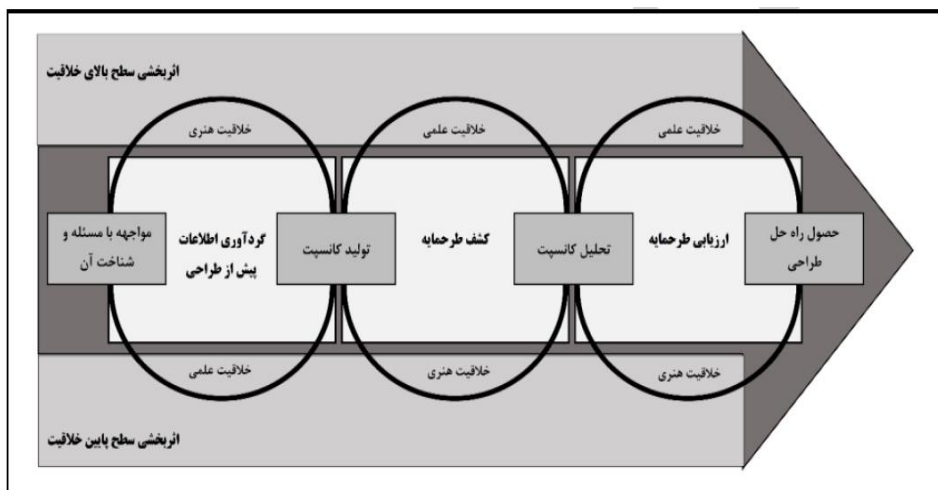 اثربخشی سطح بالای خلاقیت
خلاقیت هنری
خلاقیت علمی
خلاقیت علمی
مواجهه با مسئله و
شناخت آن
گردآوری اطلاعات
پیش از طراحی
تولید کانسپت
کشف طرحمایه
تحلیل کانسپت
ارزیابی طرحمایه
حصول راه حل
طراحی
خلاقیت علمی
خلاقیت هنری
خلاقیت هنری
اثربخشی سطح پایین خلاقیت